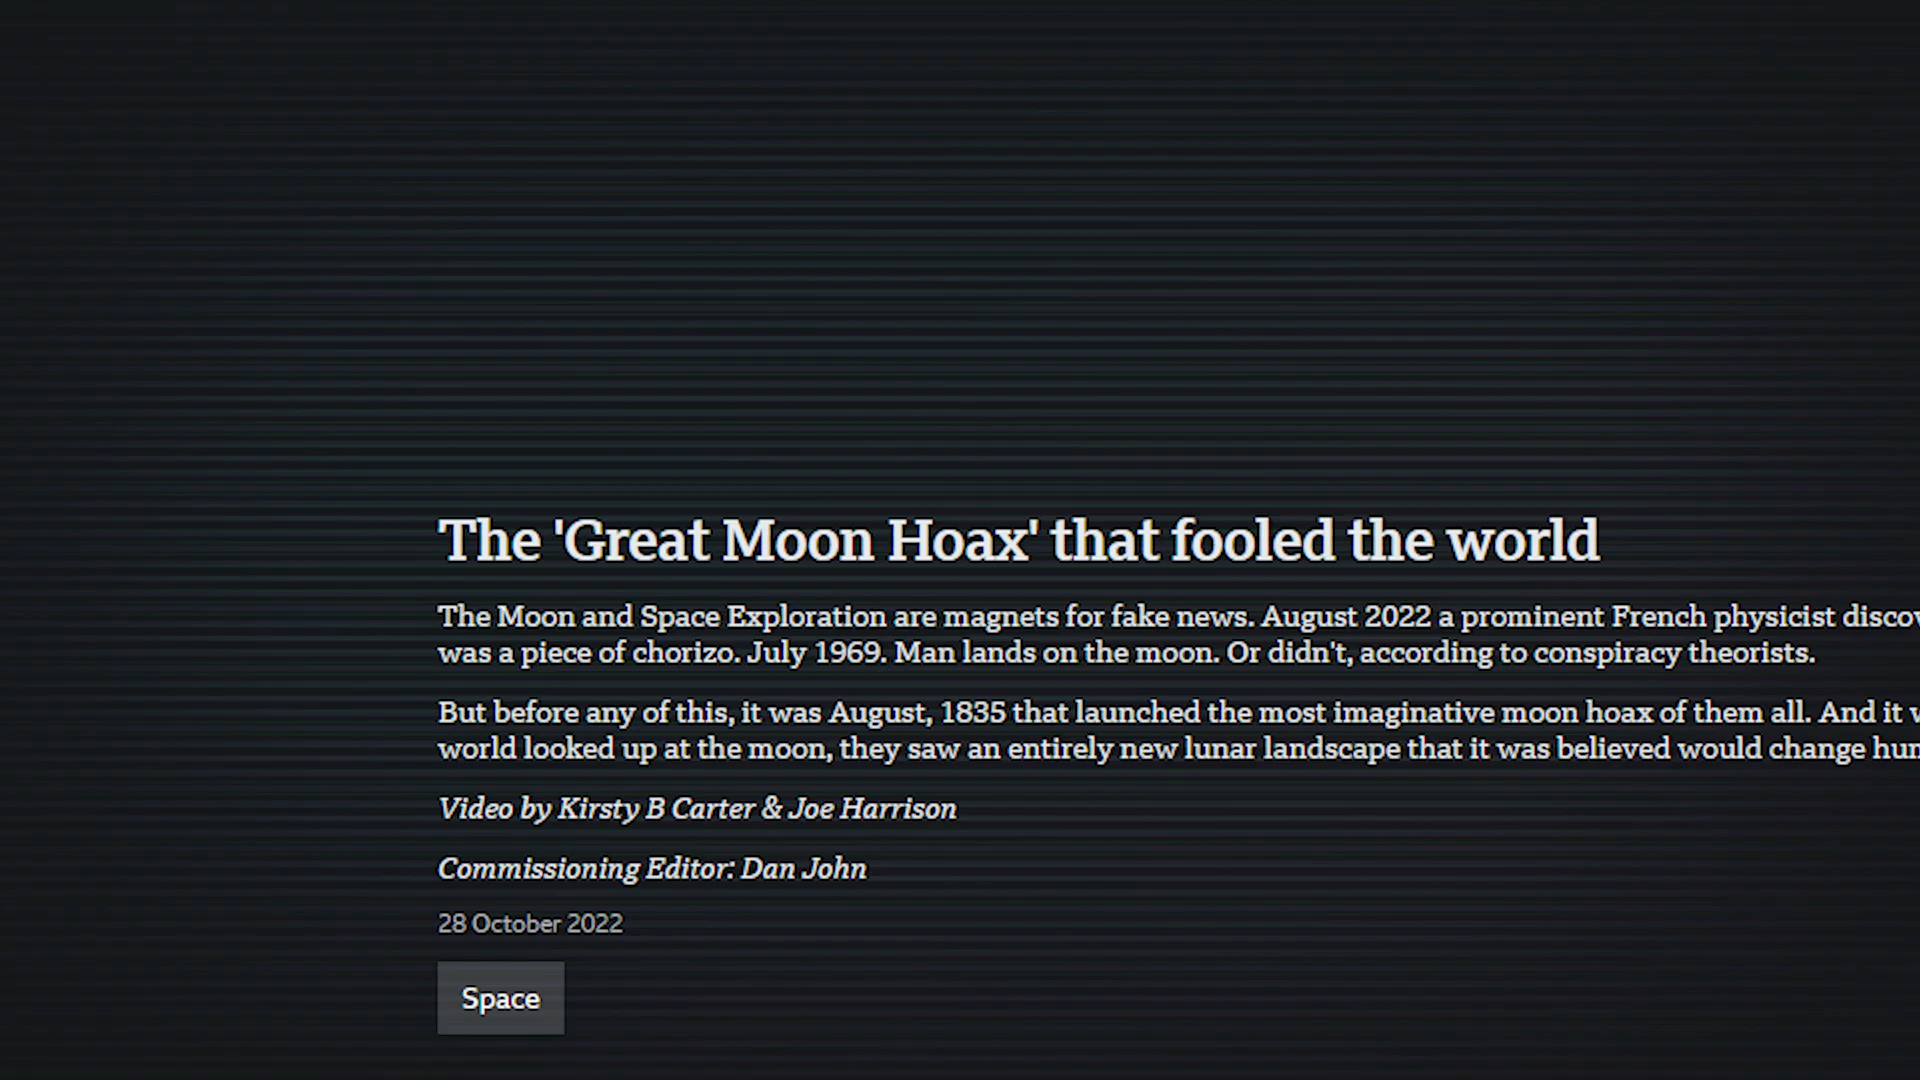 The 'Great Moon Hoax' that fooled the world
The Moon and Space Exploration are magnets for fake news. August 2022 a prominent French physicist
was a piece of chorizo. July 1969. Man lands on the moon. Or didn't, according to conspiracy theorists.
But before any of this, it was August, 1835 that launched the most imaginative moon hoax of them all. And it
world looked up at the moon, they saw an entirely new lunar landscape that it was believed would change
Video by Kirsty B Carter & Joe Harrison
Commissioning Editor: Dan John
28 October 2022
Space